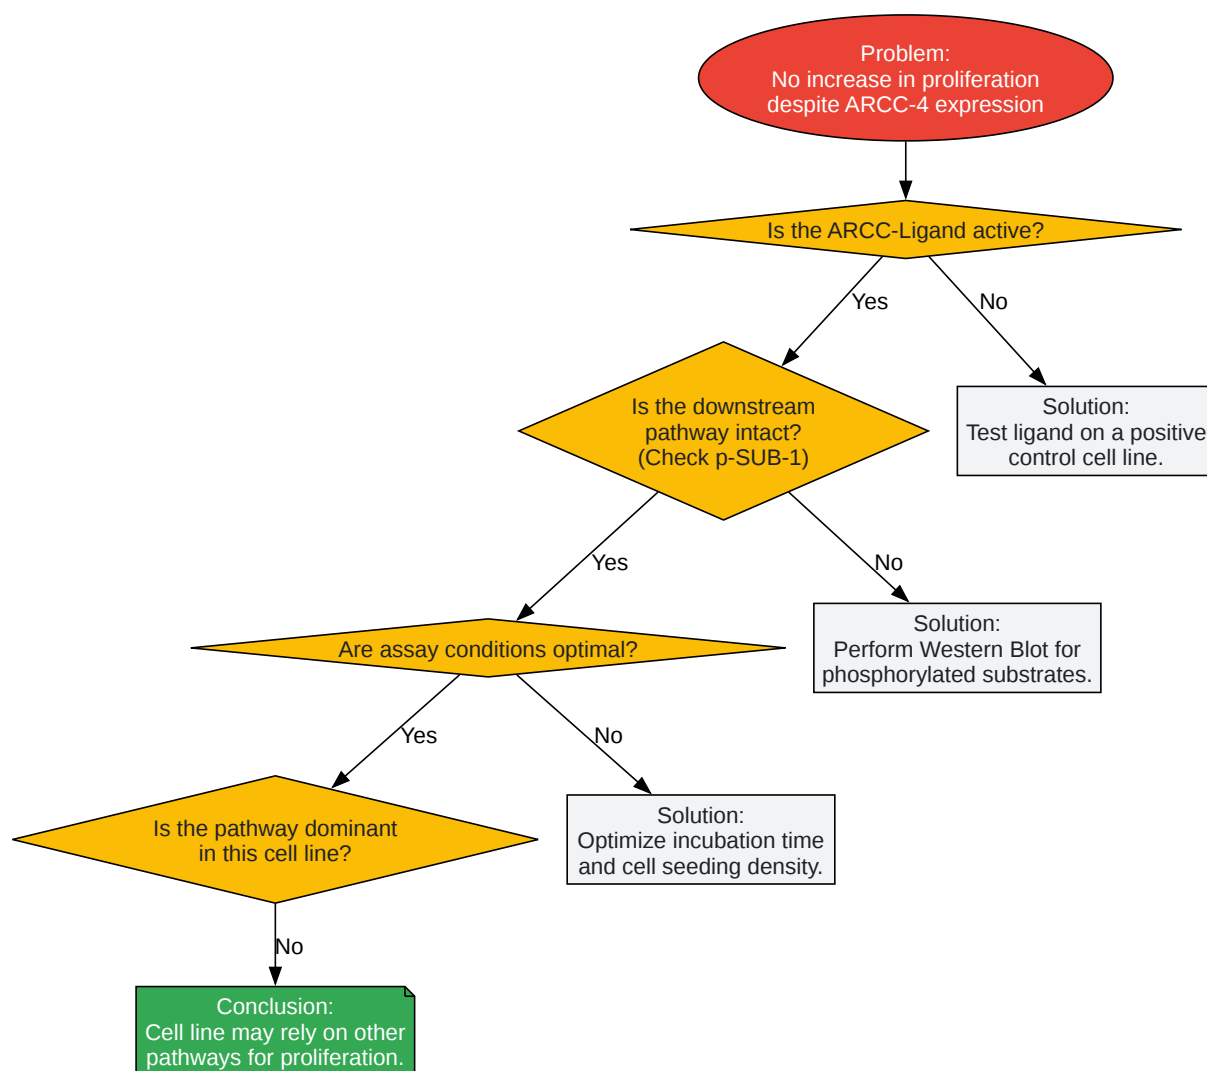 Problem:
No increase in proliferation
despite ARCC-4 expression
Is the ARCC-Ligand active?
Yes
No
Is the downstream
pathway intact?
(Check p-SUB-1)
Solution:
Test ligand on a positive
control cell line.
Yes
No
Are assay conditions optimal?
Solution:
Perform Western Blot for
phosphorylated substrates.
Yes
No
Is the pathway dominant
in this cell line?
Solution:
Optimize incubation time
and cell seeding density.
No
Conclusion:
Cell line may rely on other
pathways for proliferation.